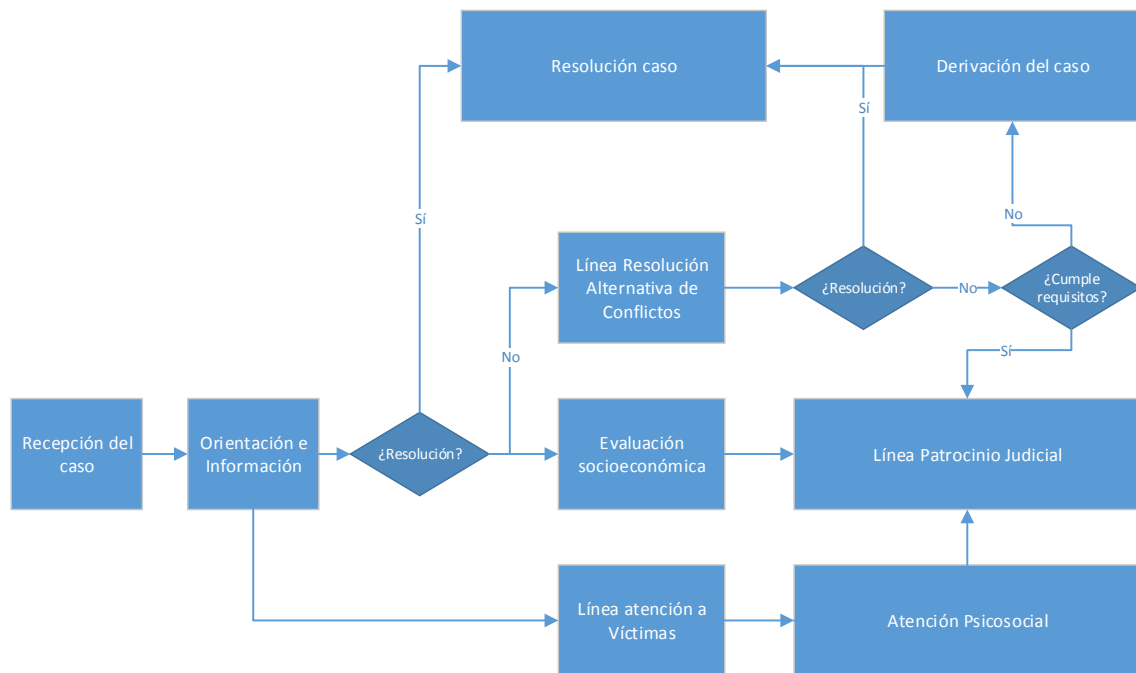 Resolución caso
Derivación del caso
Sí
Sí
No
Línea Resolución
Alternativa de
Conflictos
¿Resolución?
No
¿Cumple
requisitos?
No
Sí
Recepción del
caso
Orientación e
Información
¿Resolución?
Evaluación
socioeconómica
Línea Patrocinio Judicial
Línea atención a
Víctimas
Atención Psicosocial